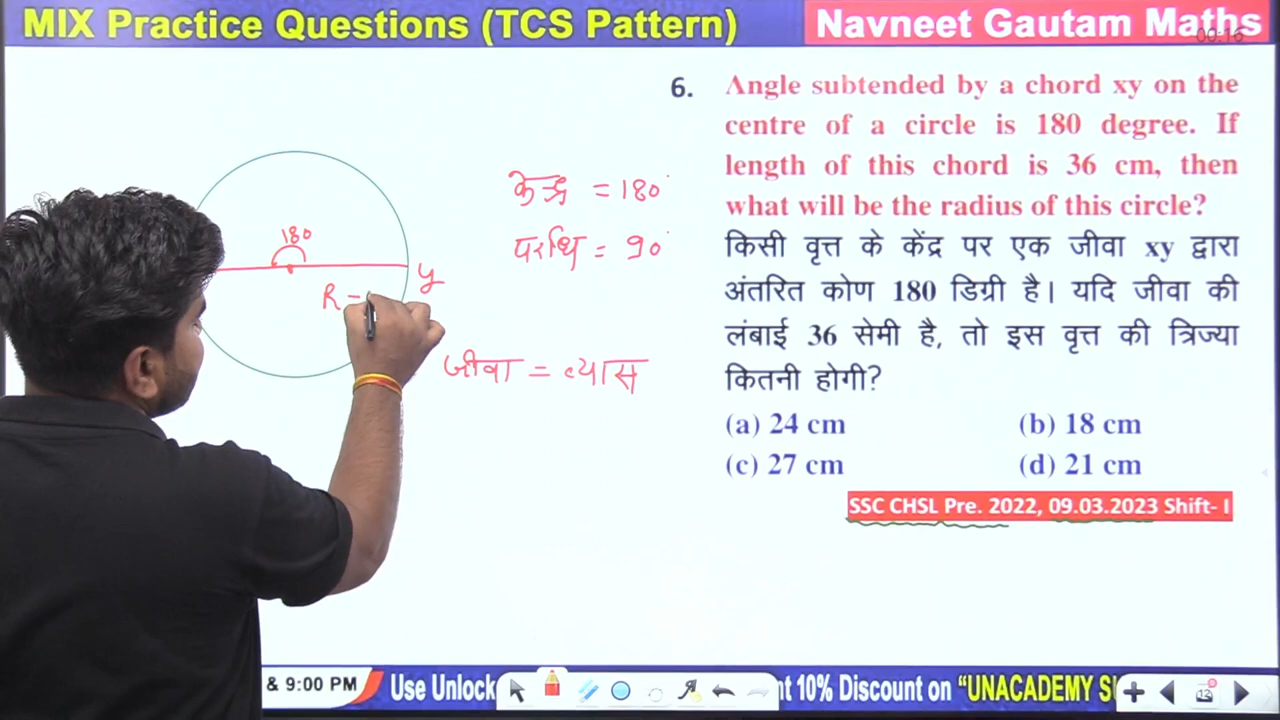 MIX Practice Questions (TCS Pattern)
Navneet Gautam Maths
00:16
6. Angle subtended by a chord xy on the
centre of a circle is 180 degree. If
length of this chord is 36 cm, then
what will be the radius of this circle?
किसी वृत्त के केंद्र पर एक जीवा xy द्वारा
अंतरित कोण 180 डिग्री है। यदि जीवा की
लंबाई 36 सेमी है, तो इस वृत्त की त्रिज्या
कितनी होगी?
(a) 24 cm (b) 18 cm
(c) 27 cm (d) 21 cm
SSC CHSL Pre. 2022, 09.03.2023 Shift- I
केन्द्र = 180°
परिधि = 90°
180
y
R -
जीवा = व्यास
& 9:00 PM
Use Unlock
nt 10% Discount on “UNACADEMY
12